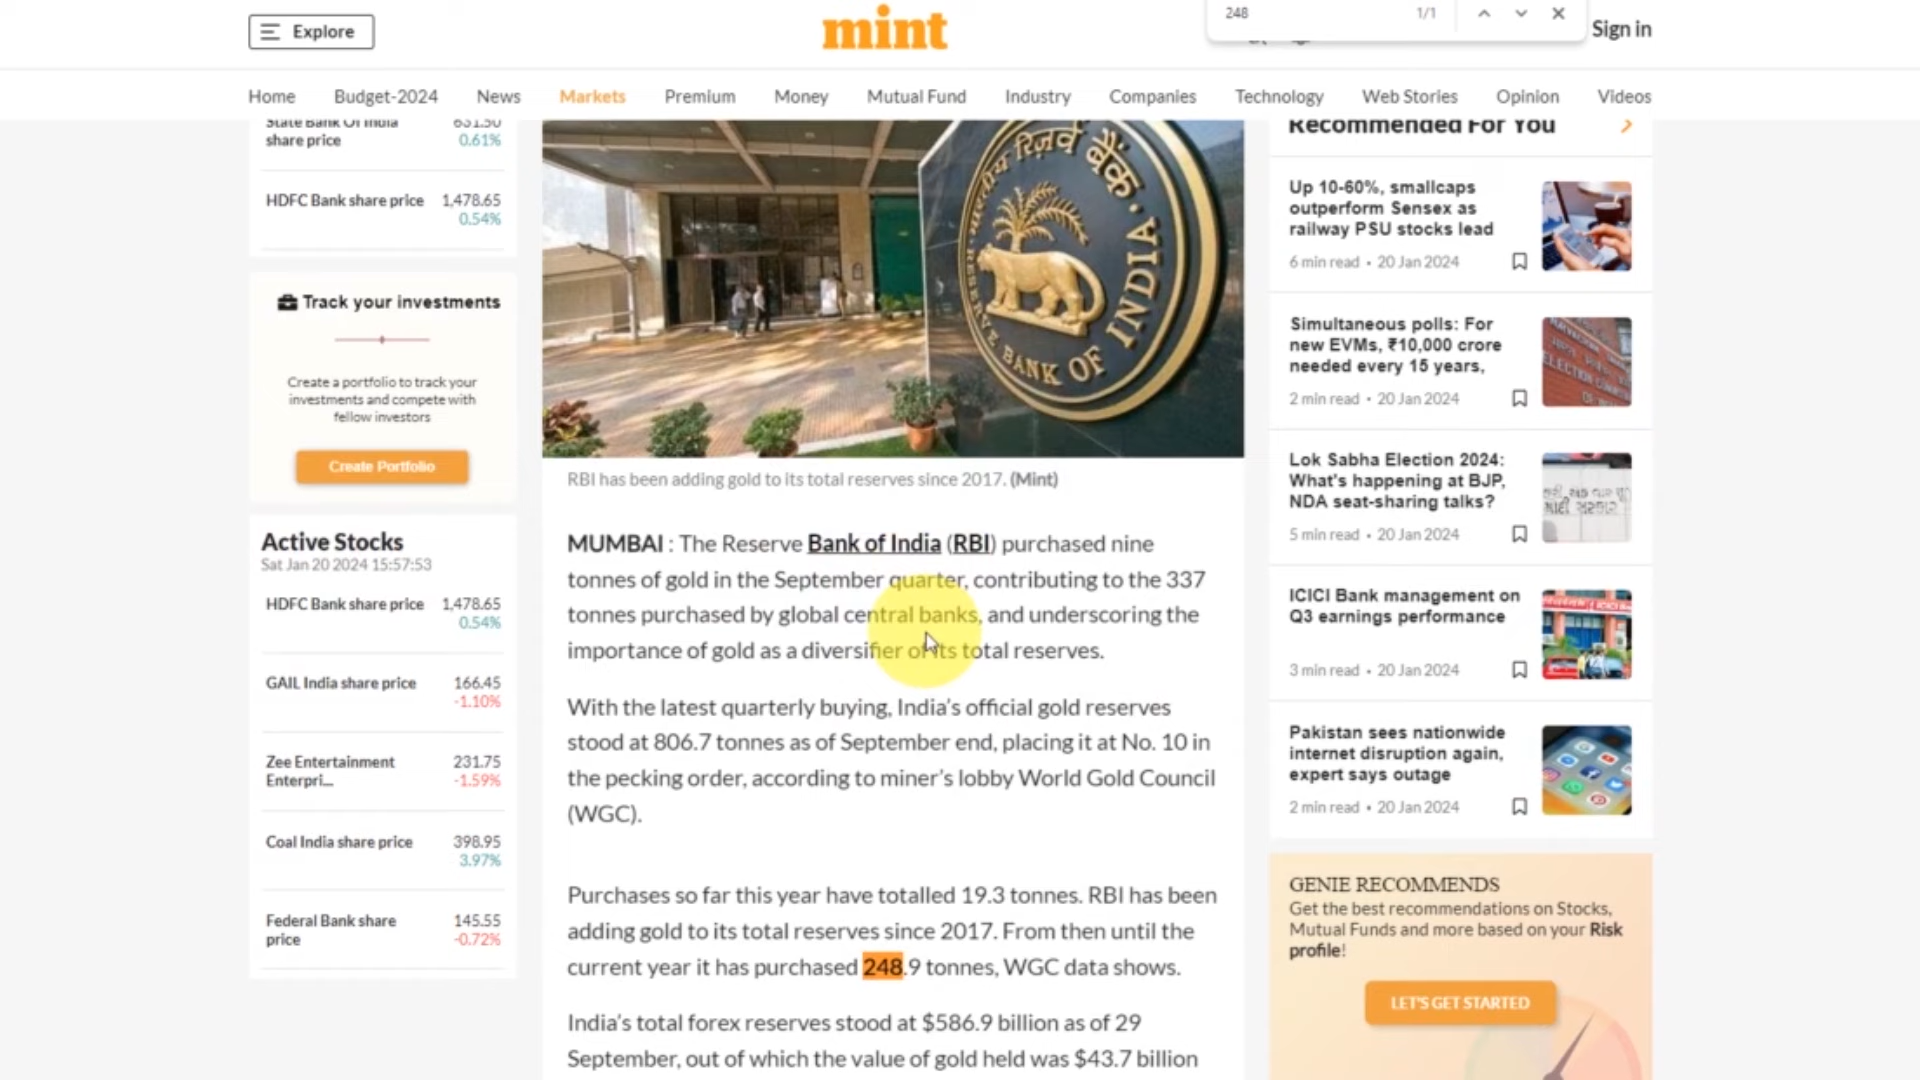 Explore
mint
248
1/1
Sign in
Home Budget-2024 News Markets Premium Money Mutual Fund Industry Companies Technology Web Stories Opinion Videos
State Bank Of India
share price
631.50
0.61%
HDFC Bank share price
1,478.65
0.54%
Track your investments
Create a portfolio to track your
investments and compete with
fellow investors
Create Portfolio
Active Stocks
Sat Jan 20 2024 15:57:53
HDFC Bank share price
1,478.65
0.54%
GAIL India share price
166.45
-1.10%
Zee Entertainment
Enterpri...
231.75
-1.59%
Coal India share price
398.95
3.97%
Federal Bank share
price
145.55
-0.72%
रिज़र्व बैंक
RESERVE BANK OF INDIA
RBI has been adding gold to its total reserves since 2017. (Mint)
MUMBAI : The Reserve Bank of India (RBI) purchased nine
tonnes of gold in the September quarter, contributing to the 337
tonnes purchased by global central banks, and underscoring the
importance of gold as a diversifier of its total reserves.
With the latest quarterly buying, India's official gold reserves
stood at 806.7 tonnes as of September end, placing it at No. 10 in
the pecking order, according to miner's lobby World Gold Council
(WGC).
Purchases so far this year have totalled 19.3 tonnes. RBI has been
adding gold to its total reserves since 2017. From then until the
current year it has purchased 248.9 tonnes, WGC data shows.
India's total forex reserves stood at $586.9 billion as of 29
September, out of which the value of gold held was $43.7 billion
Recommended For You
Up 10-60%, smallcaps
outperform Sensex as
railway PSU stocks lead
6 min read • 20 Jan 2024
Simultaneous polls: For
new EVMs, ₹10,000 crore
needed every 15 years,
2 min read • 20 Jan 2024
Lok Sabha Election 2024:
What's happening at BJP,
NDA seat-sharing talks?
5 min read • 20 Jan 2024
ICICI Bank management on
Q3 earnings performance
3 min read • 20 Jan 2024
Pakistan sees nationwide
internet disruption again,
expert says outage
2 min read • 20 Jan 2024
GENIE RECOMMENDS
Get the best recommendations on Stocks,
Mutual Funds and more based on your Risk
profile!
LET'S GET STARTED